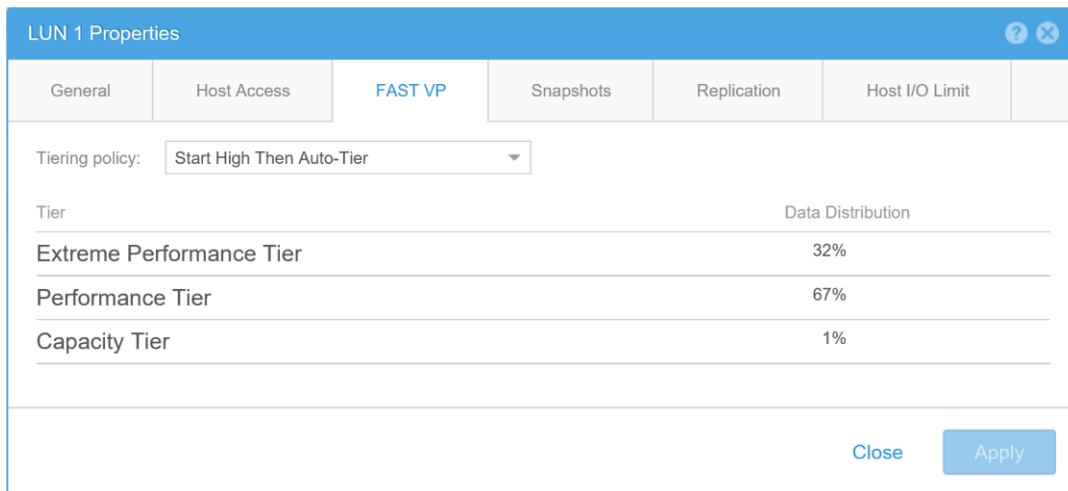 LUN 1 Properties
General Host Access FAST VP Snapshots Replication Host I/O Limit
Tiering policy: Start High Then Auto-Tier
Tier Data Distribution
Extreme Performance Tier 32%
Performance Tier 67%
Capacity Tier 1%
Close Apply